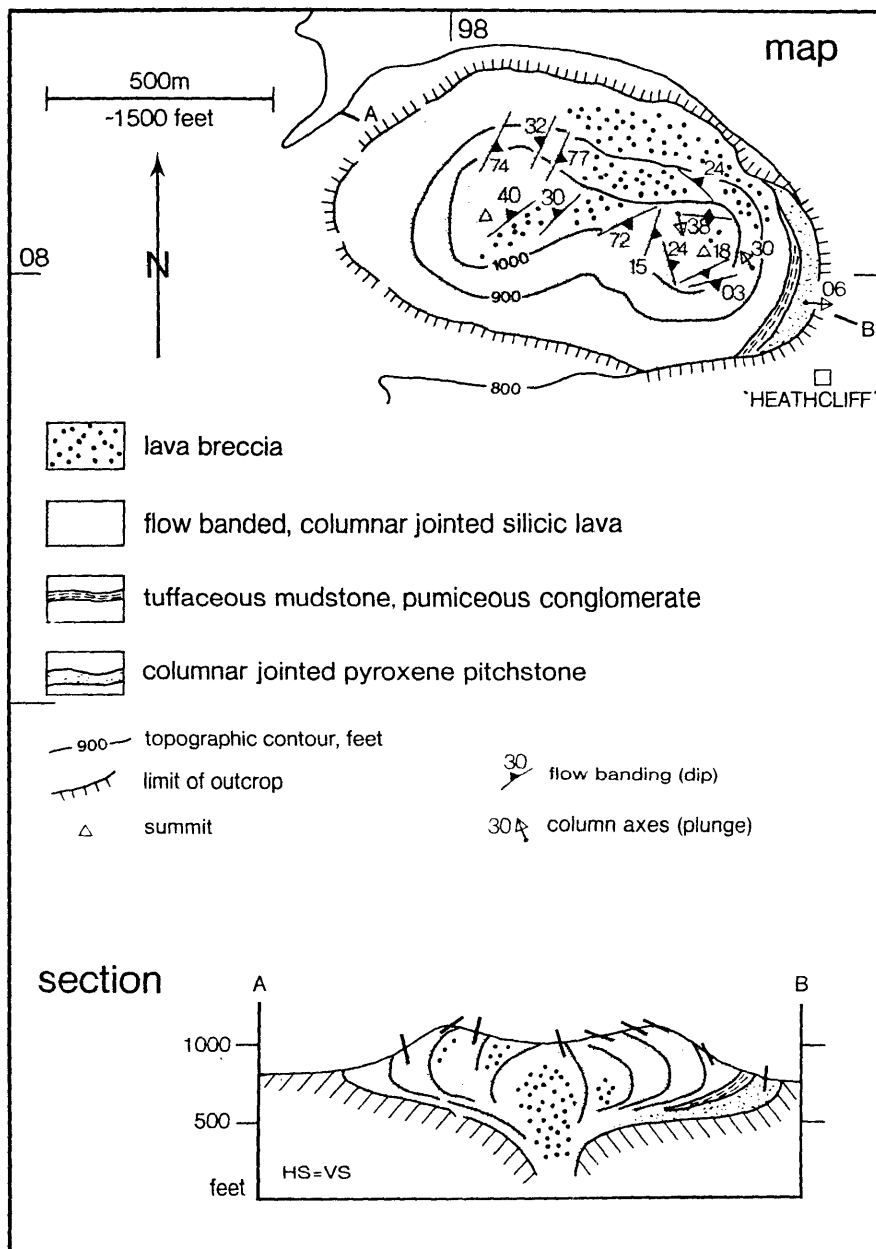 98
map
500m
~1500 feet
A
32
74
77
24
40
30
38
72
30
24
18
15
1000
08
N
900
03
06
B
800
'HEATHCLIFF'
lava breccia
flow banded, columnar jointed silicic lava
tuffaceous mudstone, pumiceous conglomerate
columnar jointed pyroxene pitchstone
900 topographic contour, feet
30 flow banding (dip)
limit of outcrop
summit
30 column axes (plunge)
section
A
B
1000
500
feet
HS=VS